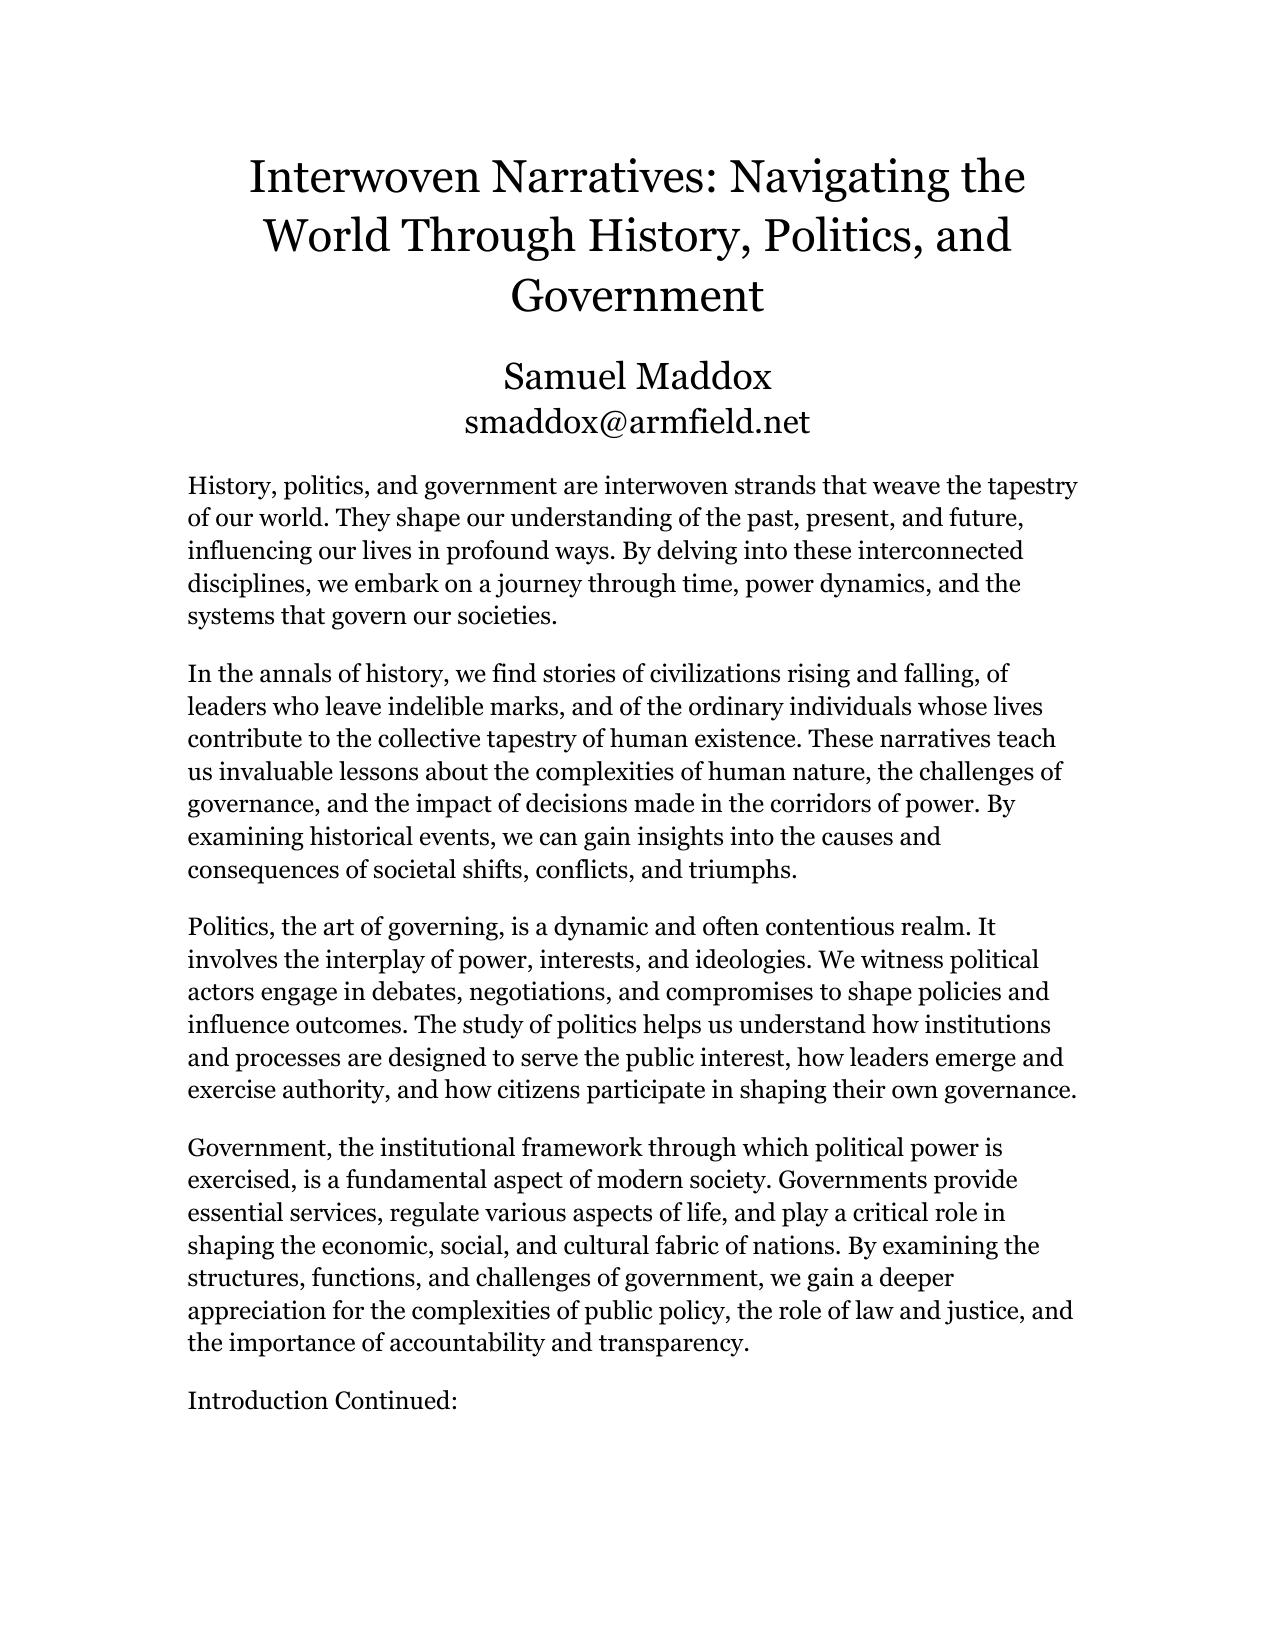 Interwoven Narratives: Navigating the
World Through History, Politics, and
Government
Samuel Maddox
smaddox@armfield.net
History, politics, and government are interwoven strands that weave the tapestry
of our world. They shape our understanding of the past, present, and future,
influencing our lives in profound ways. By delving into these interconnected
disciplines, we embark on a journey through time, power dynamics, and the
systems that govern our societies.
In the annals of history, we find stories of civilizations rising and falling, of
leaders who leave indelible marks, and of the ordinary individuals whose lives
contribute to the collective tapestry of human existence. These narratives teach
us invaluable lessons about the complexities of human nature, the challenges of
governance, and the impact of decisions made in the corridors of power. By
examining historical events, we can gain insights into the causes and
consequences of societal shifts, conflicts, and triumphs.
Politics, the art of governing, is a dynamic and often contentious realm. It
involves the interplay of power, interests, and ideologies. We witness political
actors engage in debates, negotiations, and compromises to shape policies and
influence outcomes. The study of politics helps us understand how institutions
and processes are designed to serve the public interest, how leaders emerge and
exercise authority, and how citizens participate in shaping their own governance.
Government, the institutional framework through which political power is
exercised, is a fundamental aspect of modern society. Governments provide
essential services, regulate various aspects of life, and play a critical role in
shaping the economic, social, and cultural fabric of nations. By examining the
structures, functions, and challenges of government, we gain a deeper
appreciation for the complexities of public policy, the role of law and justice, and
the importance of accountability and transparency.
Introduction Continued: